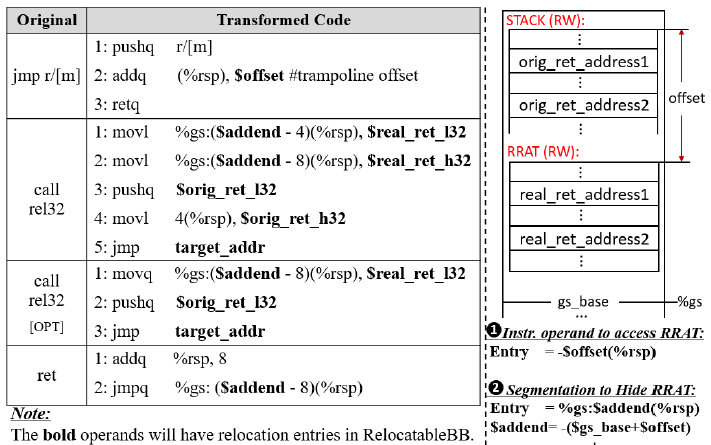 Original Transformed Code
jmp r/[m]
1: pushq r/[m]
2: addq (%rsp), $offset #trampoline offset
3: retq
call rel32
1: movl %gs:($addend - 4)(%rsp), $real_ret_l32
2: movl %gs:($addend - 8)(%rsp), $real_ret_h32
3: pushq $orig_ret_l32
4: movl 4(%rsp), $orig_ret_h32
5: jmp target_addr
call rel32 [OPT]
1: movq %gs:($addend - 8)(%rsp), $real_ret_l32
2: pushq $orig_ret_l32
3: jmp target_addr
ret
1: addq %rsp, 8
2: jmpq %gs: ($addend - 8)(%rsp)
Note:
The bold operands will have relocation entries in RelocatableBB.
STACK (RW):
⋮
orig_ret_address1
⋮
orig_ret_address2
⋮
offset
RRAT (RW):
⋮
real_ret_address1
⋮
real_ret_address2
⋮
gs_base %gs
...
❶Instr. operand to access RRAT:
Entry = -$offset(%rsp)
❷ Segmentation to Hide RRAT:
Entry = %gs:$addend(%rsp)
$addend= -($gs_base+$offset)